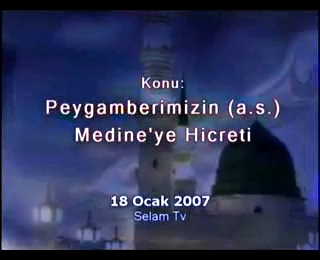 Konu:
Peygamberimizin (a.s.)
Medine'ye Hicreti
18 Ocak 2007
Selam Tv